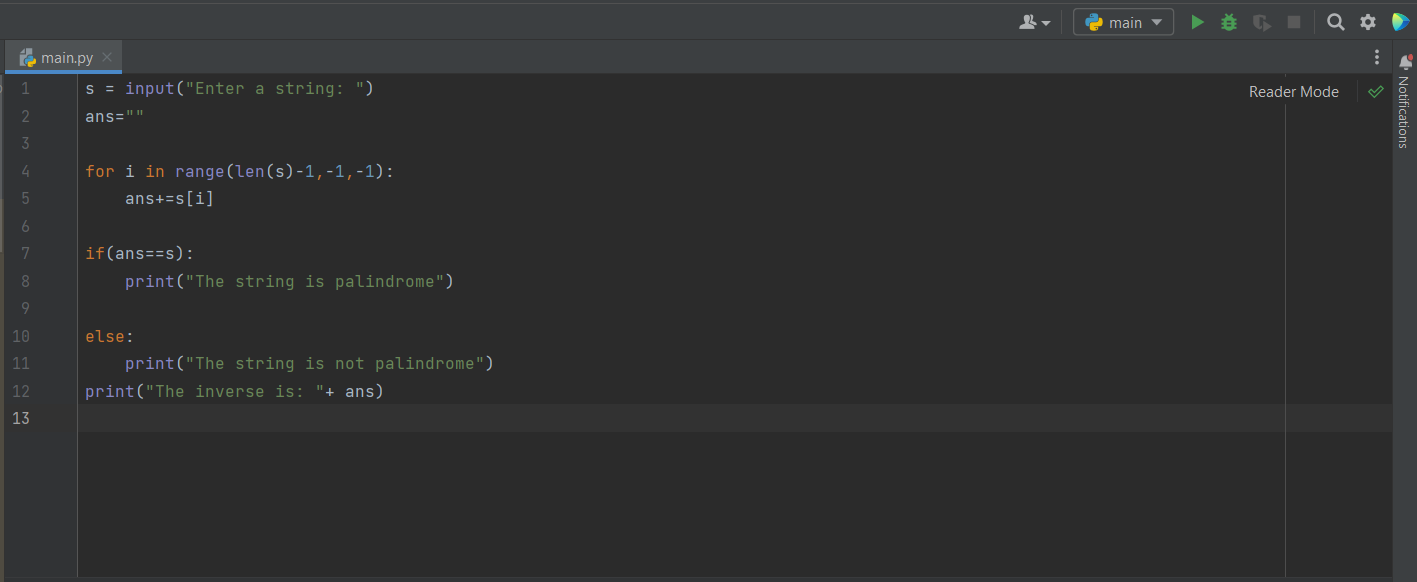 main
main.py
Reader Mode
Notifications
1 s = input("Enter a string: ")
2 ans=""
3
4 for i in range(len(s)-1,-1,-1):
5     ans+=s[i]
6
7 if(ans==s):
8     print("The string is palindrome")
9
10 else:
11     print("The string is not palindrome")
12 print("The inverse is: "+ ans)
13